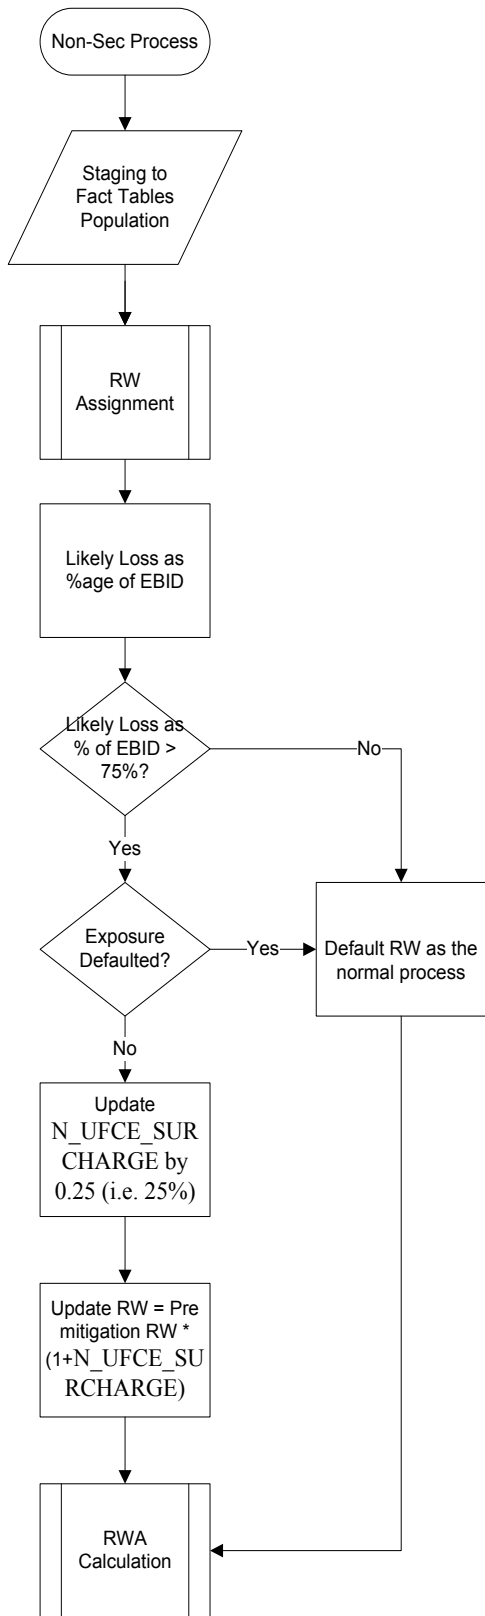 Non-Sec Process
Staging to
Fact Tables
Population
RW
Assignment
Likely Loss as
%age of EBID
Likely Loss as
% of EBID >
75%?
No
Yes
Exposure
Defaulted?
Yes
Default RW as the
normal process
No
Update
N_UFCE_SUR
CHARGE by
0.25 (i.e. 25%)
Update RW = Pre
mitigation RW *
(1+N_UFCE_SU
RCHARGE)
RWA
Calculation